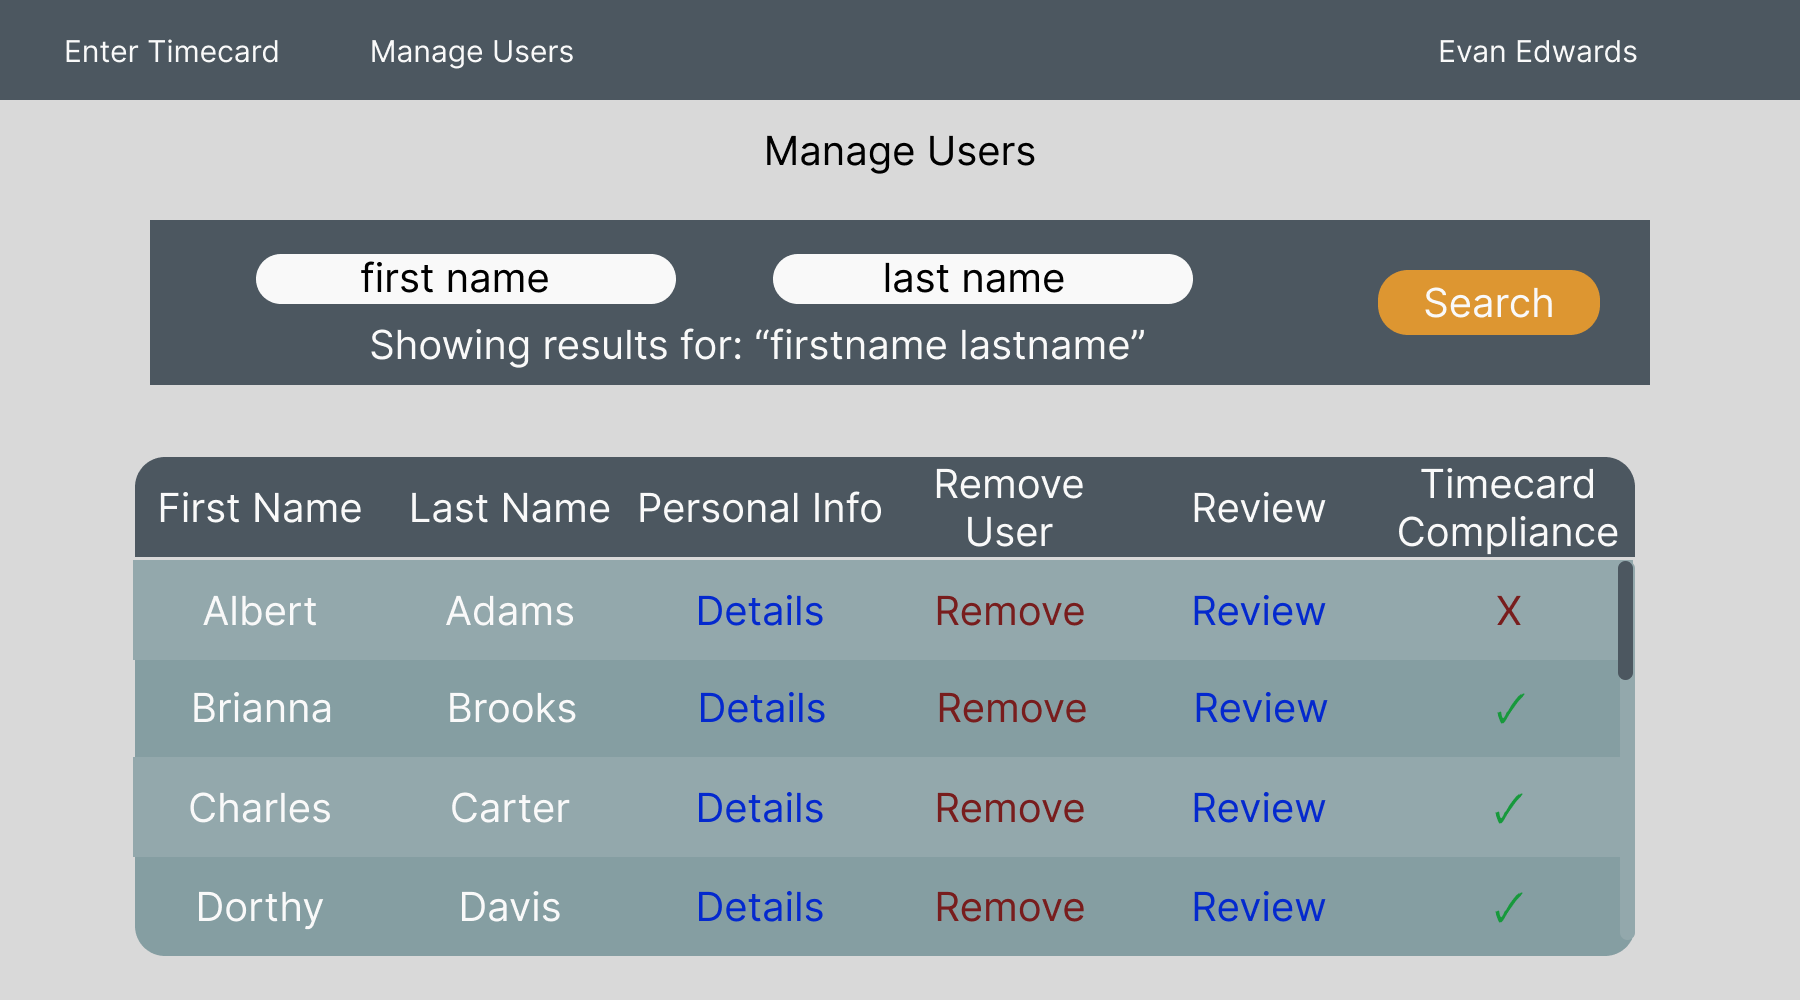 Enter Timecard Manage Users Evan Edwards
Manage Users
first name last name
Search
Showing results for: “firstname lastname”
First Name Last Name Personal Info Remove User Review Timecard Compliance
Albert Adams Details Remove Review X
Brianna Brooks Details Remove Review ✓
Charles Carter Details Remove Review ✓
Dorthy Davis Details Remove Review ✓